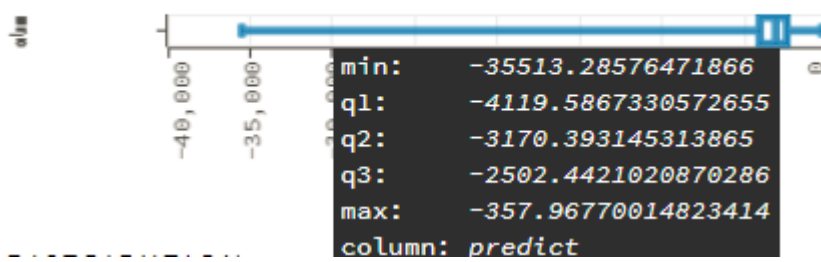 -40,000
-35,000
0
min: -35513.28576471866
q1: -4119.5867330572655
q2: -3170.393145313865
q3: -2502.4421020870286
max: -357.96770014823414
column: predict